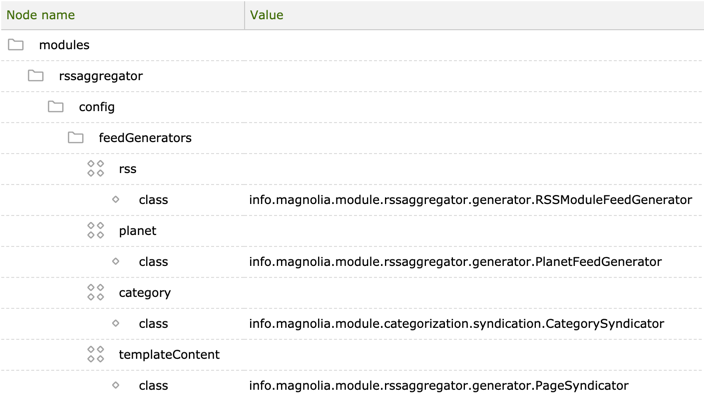 Node name Value
modules
rssaggregator
config
feedGenerators
rss
class info.magnolia.module.rssaggregator.generator.RSSModuleFeedGenerator
planet
class info.magnolia.module.rssaggregator.generator.PlanetFeedGenerator
category
class info.magnolia.module.categorization.syndication.CategorySyndicator
templateContent
class info.magnolia.module.rssaggregator.generator.PageSyndicator